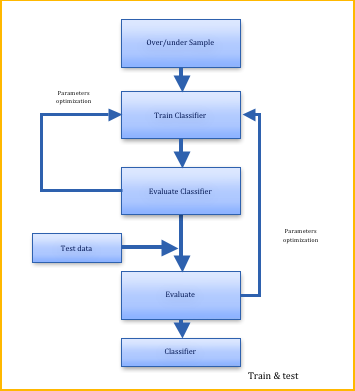 Over/under Sample
Parameters
optimization
Train Classifier
Evaluate Classifier
Parameters
optimization
Test data
Evaluate
Classifier
Train & test